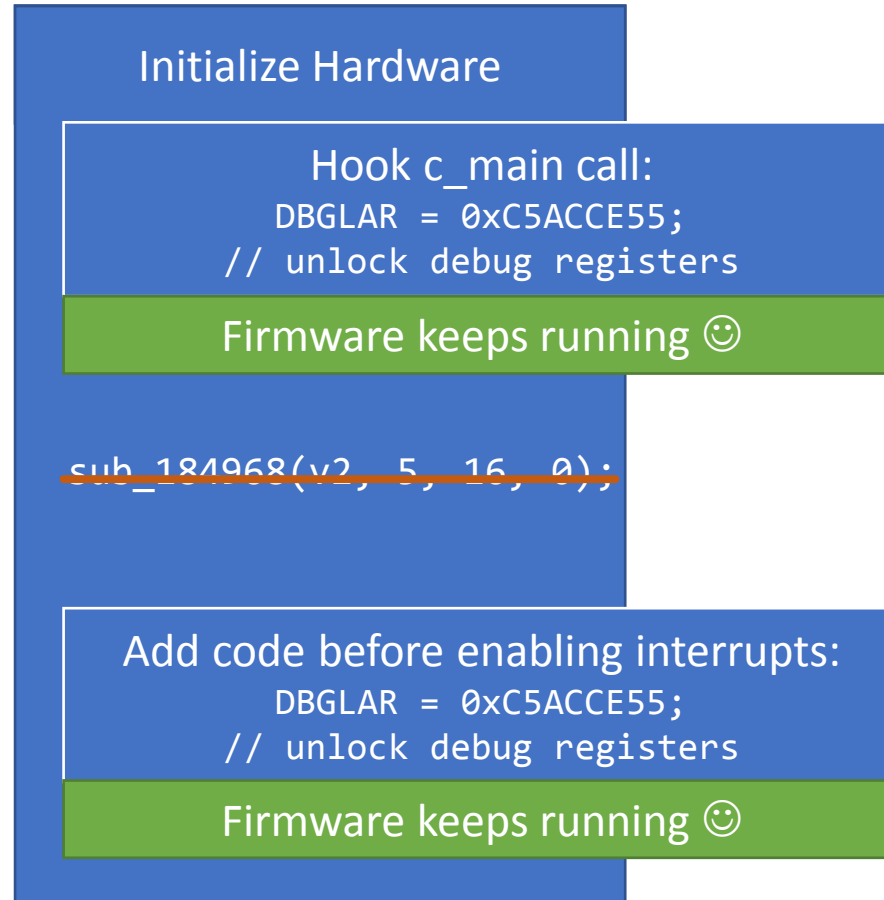 Initialize Hardware
Hook c_main call:
DBGLAR = 0xC5ACCE55;
// unlock debug registers
Firmware keeps running ☺
sub_184968(v2, 5, 16, 0);
Add code before enabling interrupts:
DBGLAR = 0xC5ACCE55;
// unlock debug registers
Firmware keeps running ☺